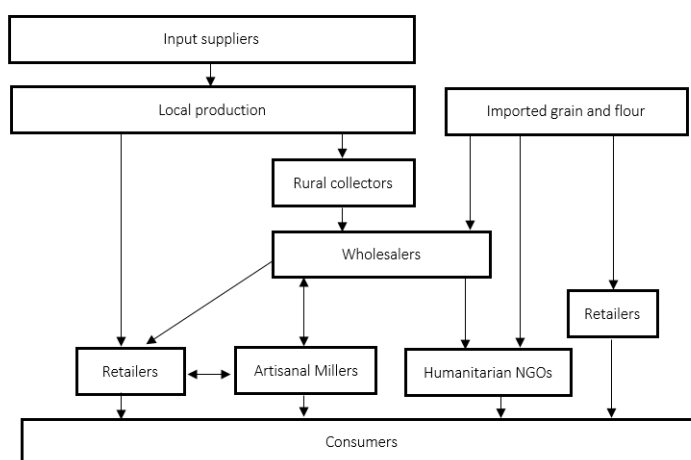 Input suppliers
Local production
Imported grain and flour
Rural collectors
Wholesalers
Retailers
Retailers
Artisanal Millers
Humanitarian NGOs
Consumers